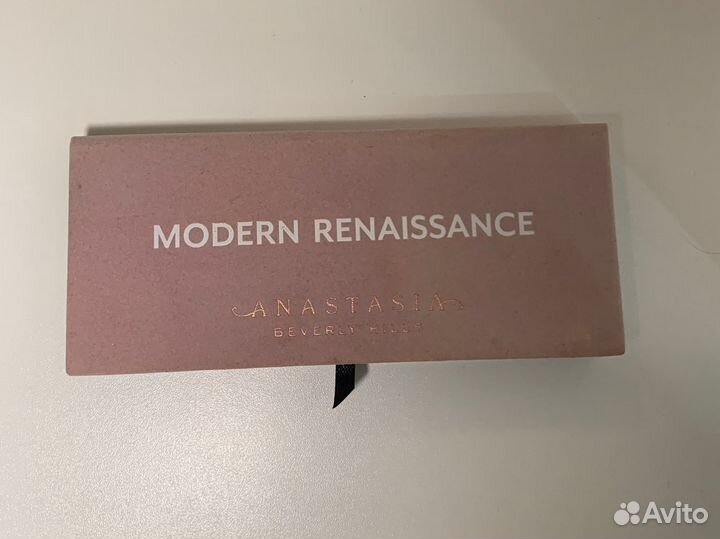 MODERN RENAISSANCE
ANASTASIA
BEVERLY HILLS
Avito